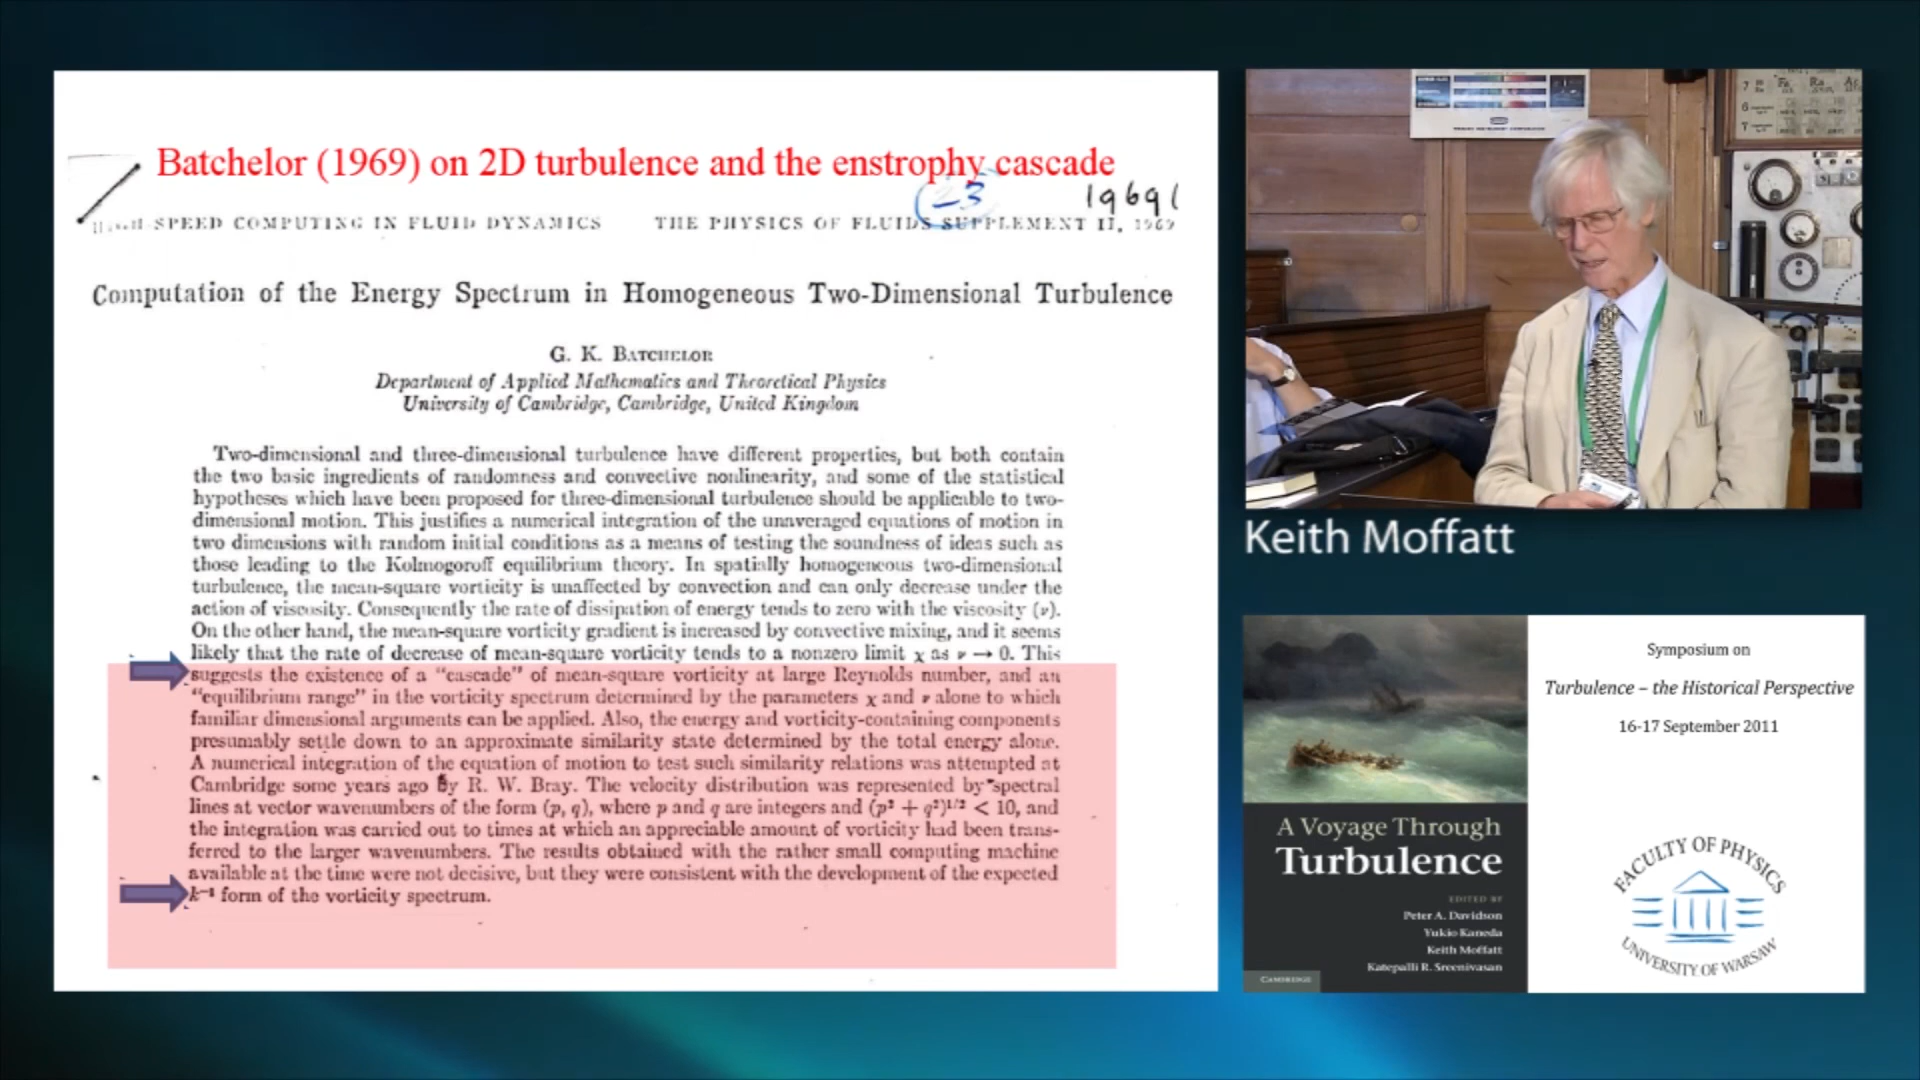 Batchelor (1969) on 2D turbulence and the enstrophy cascade
23
1969
SPEED COMPUTING IN FLUID DYNAMICS THE PHYSICS OF FLUIDS SUPPLEMENT II, 1969
Computation of the Energy Spectrum in Homogeneous Two-Dimensional Turbulence
G. K. BATCHELOR
Department of Applied Mathematics and Theoretical Physics
University of Cambridge, Cambridge, United Kingdom
Two-dimensional and three-dimensional turbulence have different properties, but both contain
the two basic ingredients of randomness and convective nonlinearity, and some of the statistical
hypotheses which have been proposed for three-dimensional turbulence should be applicable to two-
dimensional motion. This justifies a numerical integration of the unaveraged equations of motion in
two dimensions with random initial conditions as a means of testing the soundness of ideas such as
those leading to the Kolmogoroff equilibrium theory. In spatially homogeneous two-dimensional
turbulence, the mean-square vorticity is unaffected by convection and can only decrease under the
action of viscosity. Consequently the rate of dissipation of energy tends to zero with the viscosity (ν).
On the other hand, the mean-square vorticity gradient is increased by convective mixing, and it seems
likely that the rate of decrease of mean-square vorticity tends to a nonzero limit χ as ν → 0. This
suggests the existence of a "cascade" of mean-square vorticity at large Reynolds number, and an
"equilibrium range" in the vorticity spectrum determined by the parameters χ and ν alone to which
familiar dimensional arguments can be applied. Also, the energy and vorticity-containing components
presumably settle down to an approximate similarity state determined by the total energy alone.
A numerical integration of the equation of motion to test such similarity relations was attempted at
Cambridge some years ago by R. W. Bray. The velocity distribution was represented by spectral
lines at vector wavenumbers of the form (p, q), where p and q are integers and (p² + q²)¹/² < 10, and
the integration was carried out to times at which an appreciable amount of vorticity had been trans-
ferred to the larger wavenumbers. The results obtained with the rather small computing machine
available at the time were not decisive, but they were consistent with the development of the expected
k⁻¹ form of the vorticity spectrum.
Keith Moffatt
A Voyage Through
Turbulence
EDITED BY
Peter A. Davidson
Yukio Kaneda
Keith Moffatt
Katepalli R. Sreenivasan
CAMBRIDGE
Symposium on
Turbulence – the Historical Perspective
16-17 September 2011
FACULTY OF PHYSICS
UNIVERSITY OF WARSAW